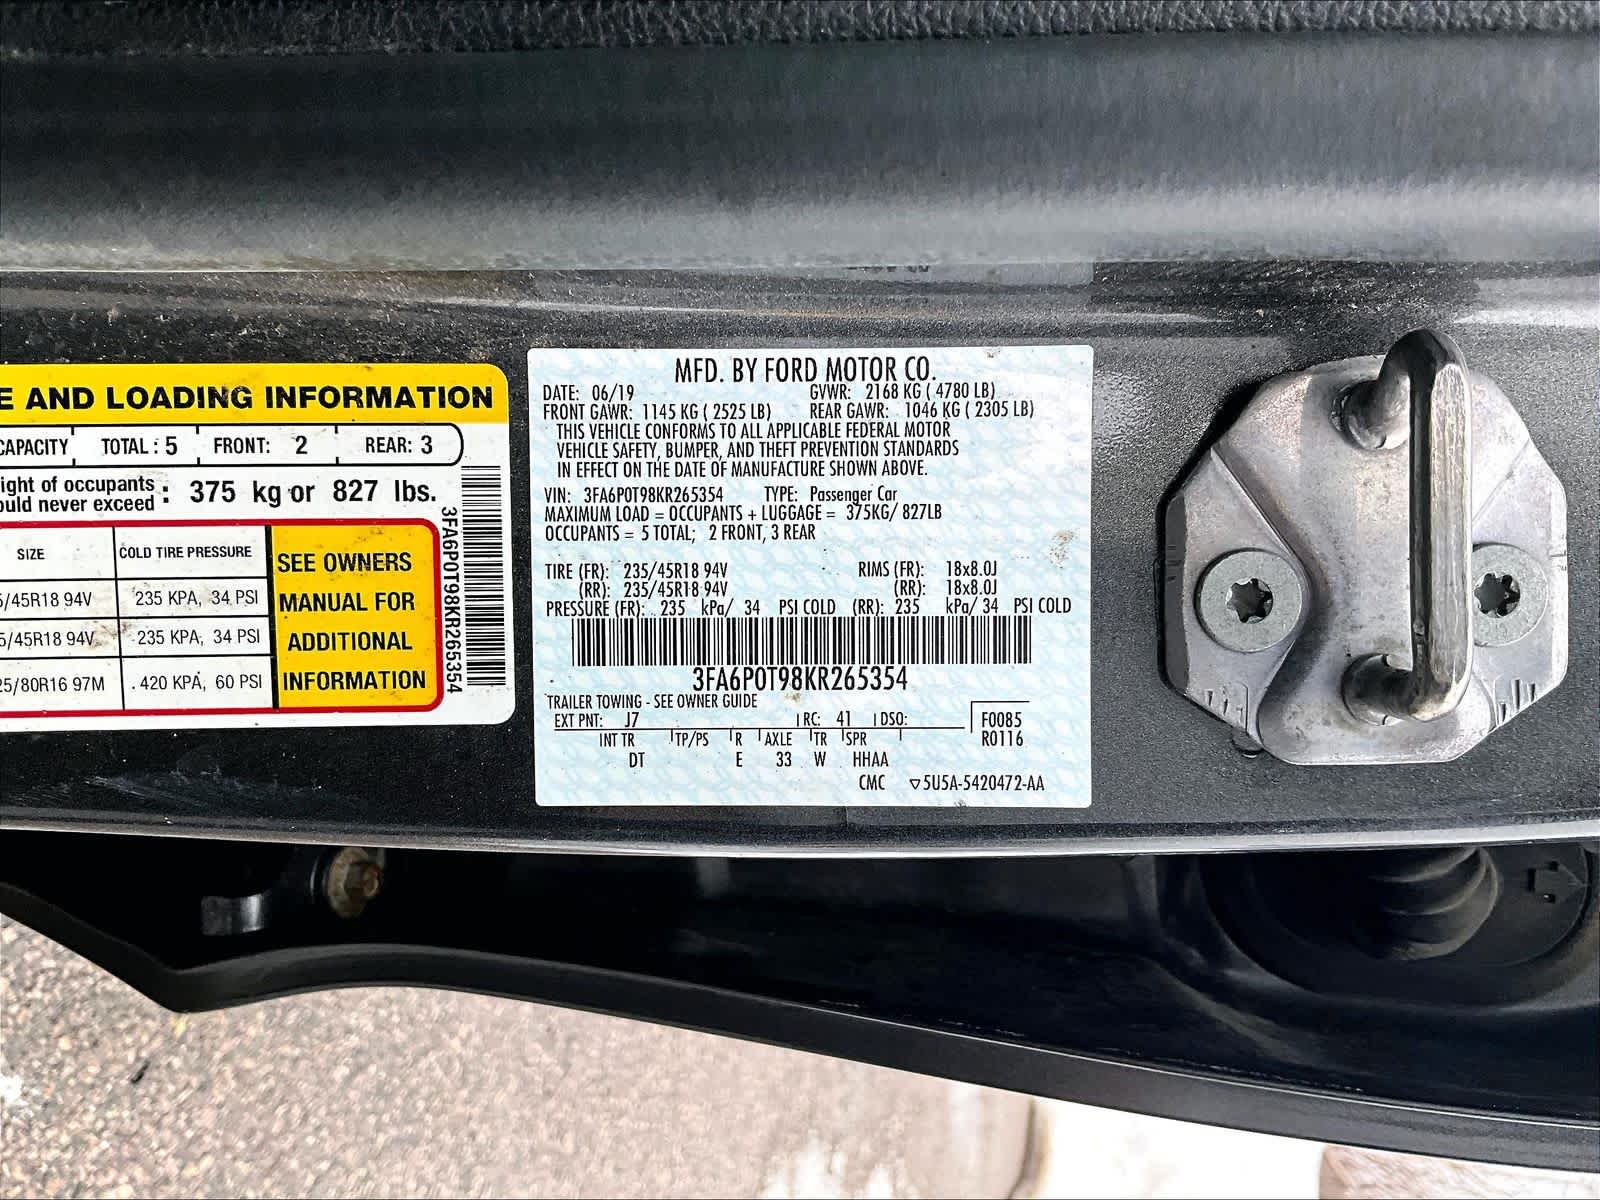 E AND LOADING INFORMATION
CAPACITY TOTAL : 5 FRONT: 2 REAR: 3
ight of occupants
ould never exceed : 375 kg or 827 lbs.
SIZE COLD TIRE PRESSURE
5/45R18 94V 235 KPA, 34 PSI
5/45R18 94V 235 KPA, 34 PSI
25/80R16 97M 420 KPA, 60 PSI
SEE OWNERS
MANUAL FOR
ADDITIONAL
INFORMATION
3FA6P0T98KR265354
MFD. BY FORD MOTOR CO.
DATE: 06/19 GVWR: 2168 KG ( 4780 LB)
FRONT GAWR: 1145 KG ( 2525 LB) REAR GAWR: 1046 KG ( 2305 LB)
THIS VEHICLE CONFORMS TO ALL APPLICABLE FEDERAL MOTOR
VEHICLE SAFETY, BUMPER, AND THEFT PREVENTION STANDARDS
IN EFFECT ON THE DATE OF MANUFACTURE SHOWN ABOVE.
VIN: 3FA6P0T98KR265354 TYPE: Passenger Car
MAXIMUM LOAD = OCCUPANTS + LUGGAGE = 375KG/ 827LB
OCCUPANTS = 5 TOTAL; 2 FRONT, 3 REAR
TIRE (FR): 235/45R18 94V RIMS (FR): 18x8.0J
(RR): 235/45R18 94V (RR): 18x8.0J
PRESSURE (FR): 235 kPa/ 34 PSI COLD (RR): 235 kPa/ 34 PSI COLD
3FA6P0T98KR265354
TRAILER TOWING - SEE OWNER GUIDE
EXT PNT: J7 RC: 41 DSO: F0085
INT TR TP/PS R AXLE TR SPR R0116
DT E 33 W HHAA
CMC ▽5U5A-5420472-AA